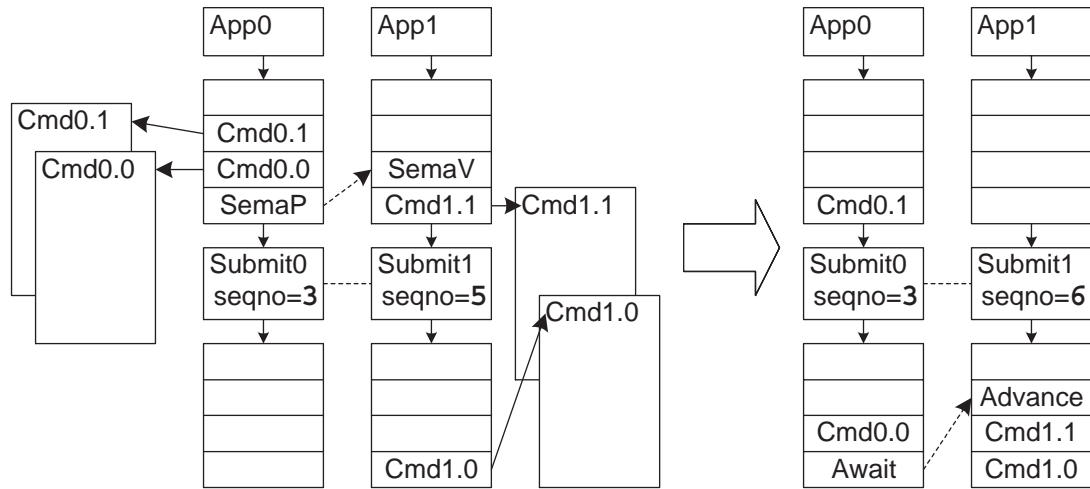 App0
App1
Cmd0.1
Cmd0.0
Cmd0.1
Cmd0.0
SemaP
SemaV
Cmd1.1
Cmd1.1
Cmd1.0
Submit0
seqno=3
Submit1
seqno=5
Cmd1.0
App0
App1
Cmd0.1
Submit0
seqno=3
Submit1
seqno=6
Cmd0.0
Await
Advance
Cmd1.1
Cmd1.0